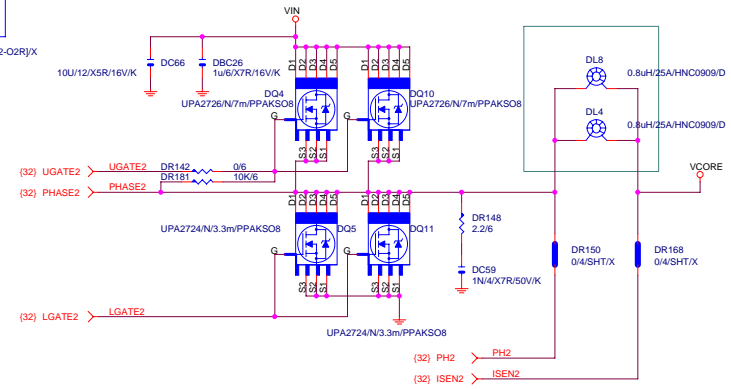 VIN
2-O2R]/X
DC66
10U/12/X5R/16V/K
DBC26
1u/6/X7R/16V/K
D1 D2 D3 D4 D5
DQ4
UPA2726/N/7m/PPAKSO8
G
S3 S2 S1
D1 D2 D3 D4 D5
DQ10
UPA2726/N/7m/PPAKSO8
G
S3 S2 S1
DL8
0.8uH/25A/HNC0909/D
DL4
0.8uH/25A/HNC0909/D
VCORE
{32} UGATE2
UGATE2
DR142
0/6
DR181
10K/6
{32} PHASE2
PHASE2
D1 D2 D3 D4 D5
UPA2724/N/3.3m/PPAKSO8
DQ5
G
S3 S2 S1
D1 D2 D3 D4 D5
DQ11
G
S3 S2 S1
UPA2724/N/3.3m/PPAKSO8
DR148
2.2/6
DC59
1N/4/X7R/50V/K
DR150
0/4/SHT/X
DR168
0/4/SHT/X
{32} LGATE2
LGATE2
{32} PH2
PH2
{32} ISEN2
ISEN2